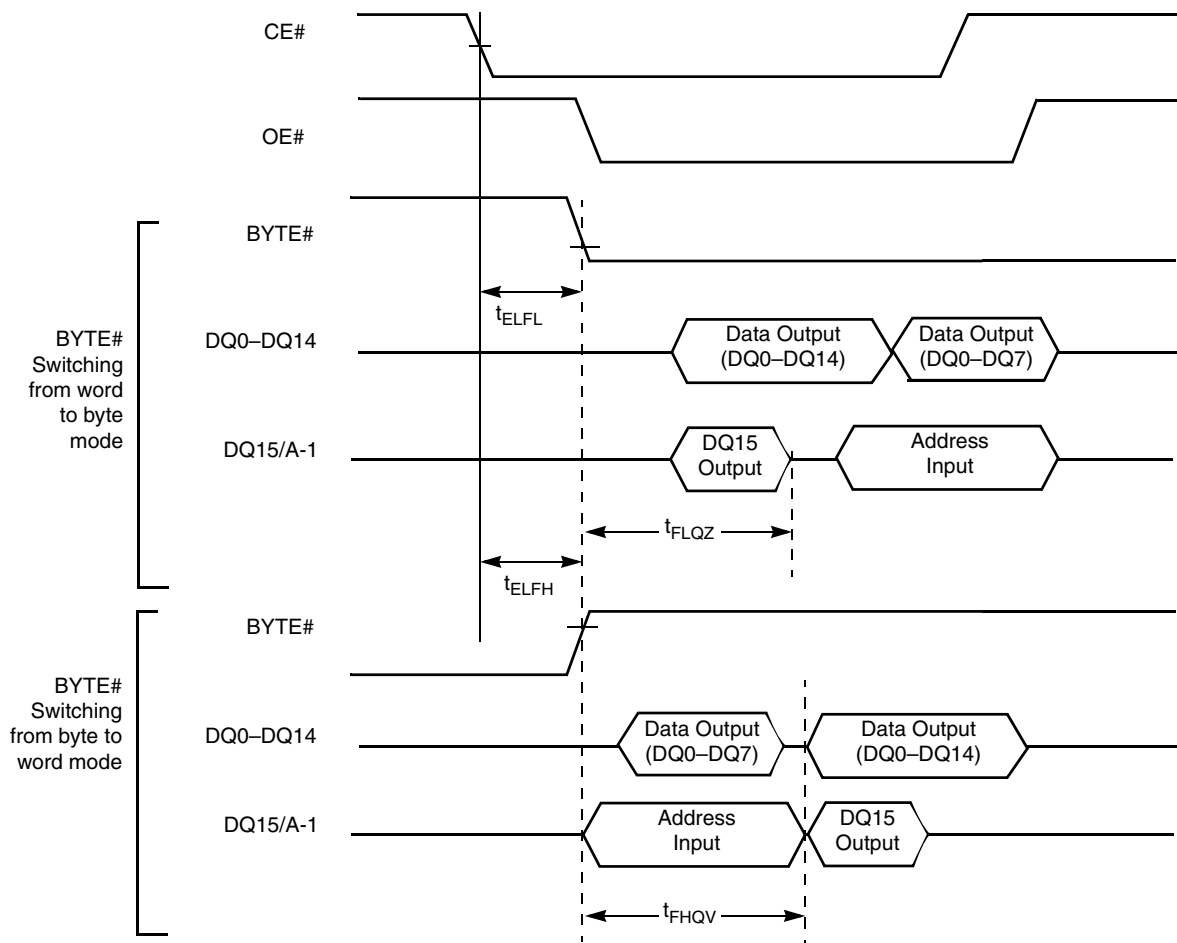 CE#
OE#
BYTE#
Switching
from word
to byte
mode
BYTE#
tELFL
DQ0–DQ14
Data Output
(DQ0–DQ14)
Data Output
(DQ0–DQ7)
DQ15/A-1
DQ15
Output
Address
Input
tFLQZ
tELFH
BYTE#
Switching
from byte to
word mode
BYTE#
DQ0–DQ14
Data Output
(DQ0–DQ7)
Data Output
(DQ0–DQ14)
DQ15/A-1
Address
Input
DQ15
Output
tFHQV